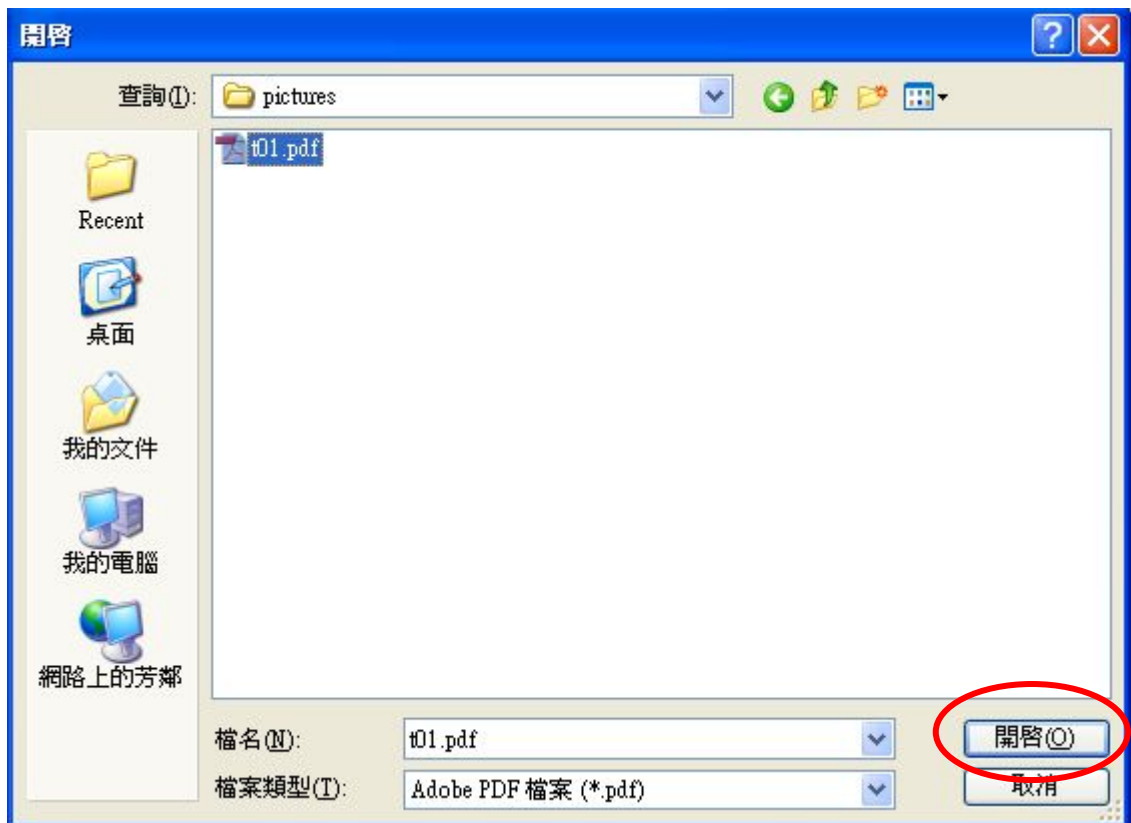 開啓
查詢(I):
pictures
t01.pdf
Recent
桌面
我的文件
我的電腦
網路上的芳鄰
檔名(N):
t01.pdf
開啓(O)
檔案類型(T):
Adobe PDF 檔案 (*.pdf)
取消